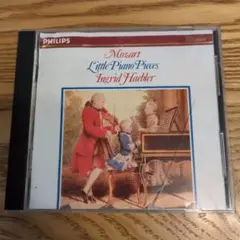 PHILIPS
Mozart
Little Piano Pieces
Ingrid Haebler